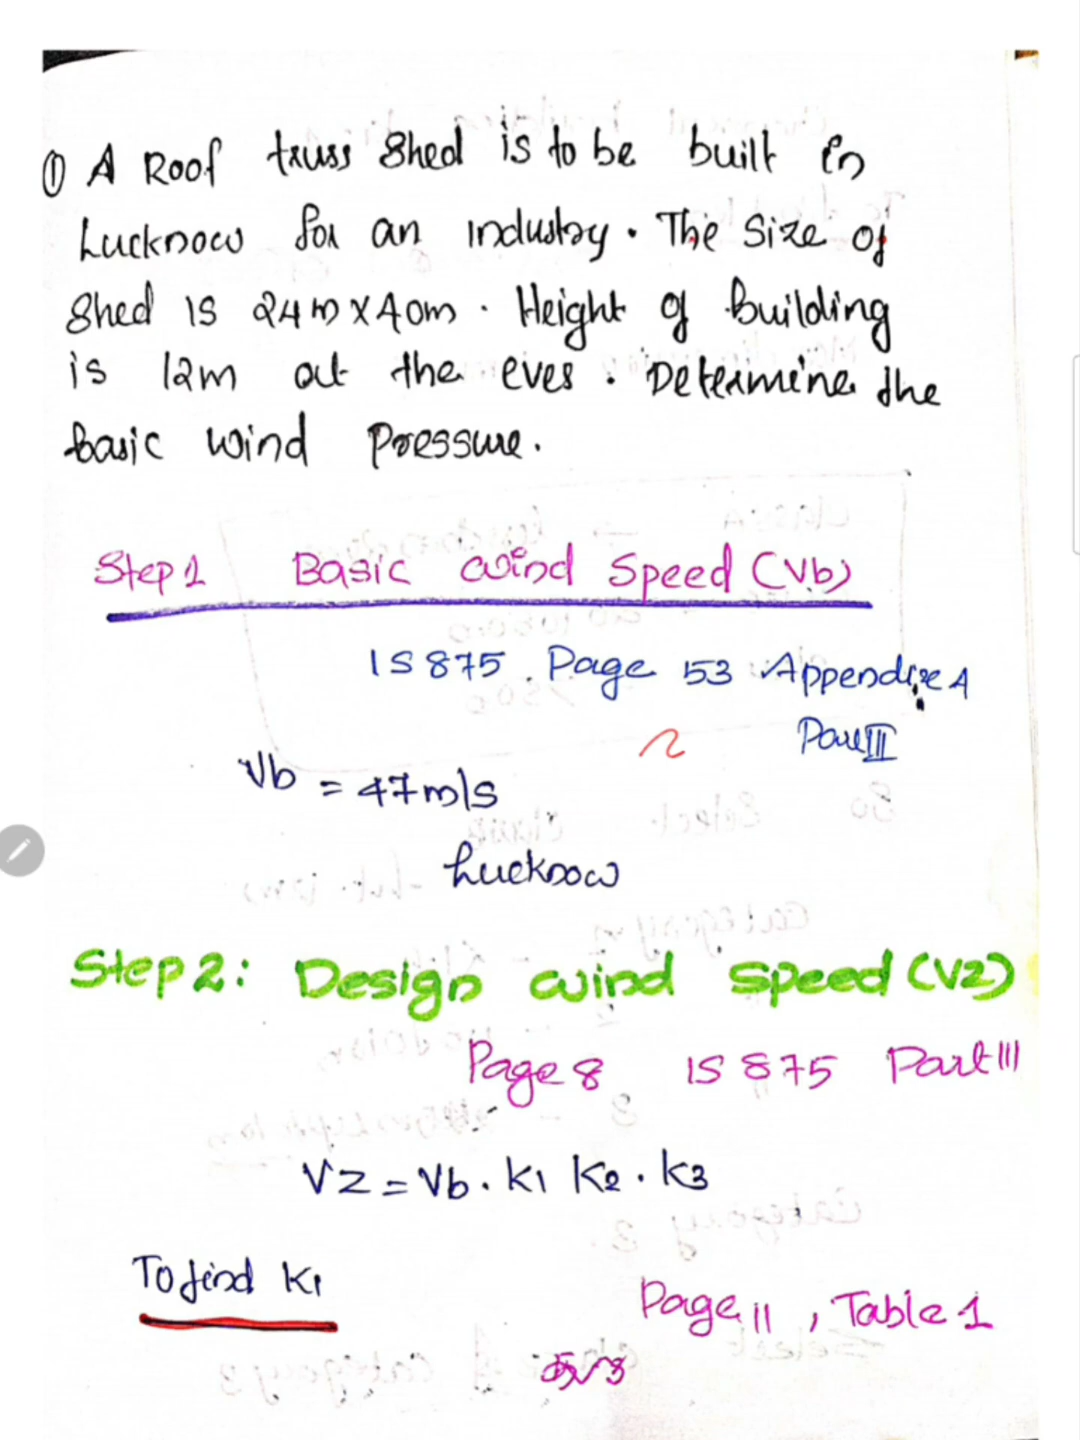 ① A Roof truss Shed is to be built in
Lucknow for an industry. The Size of
Shed is 24m x 40m. Height of building
is 12m at the eves. Determine the
basic wind Pressure.
Step 1 Basic wind Speed (Vb)
IS 875. Page 53 Appendix A
Part III
Vb = 47m/s
Lucknow
Step 2: Design wind speed (Vz)
Page 8 IS 875 Part III
Vz = Vb . K1 K2 . K3
To find K1
Page 11, Table 1